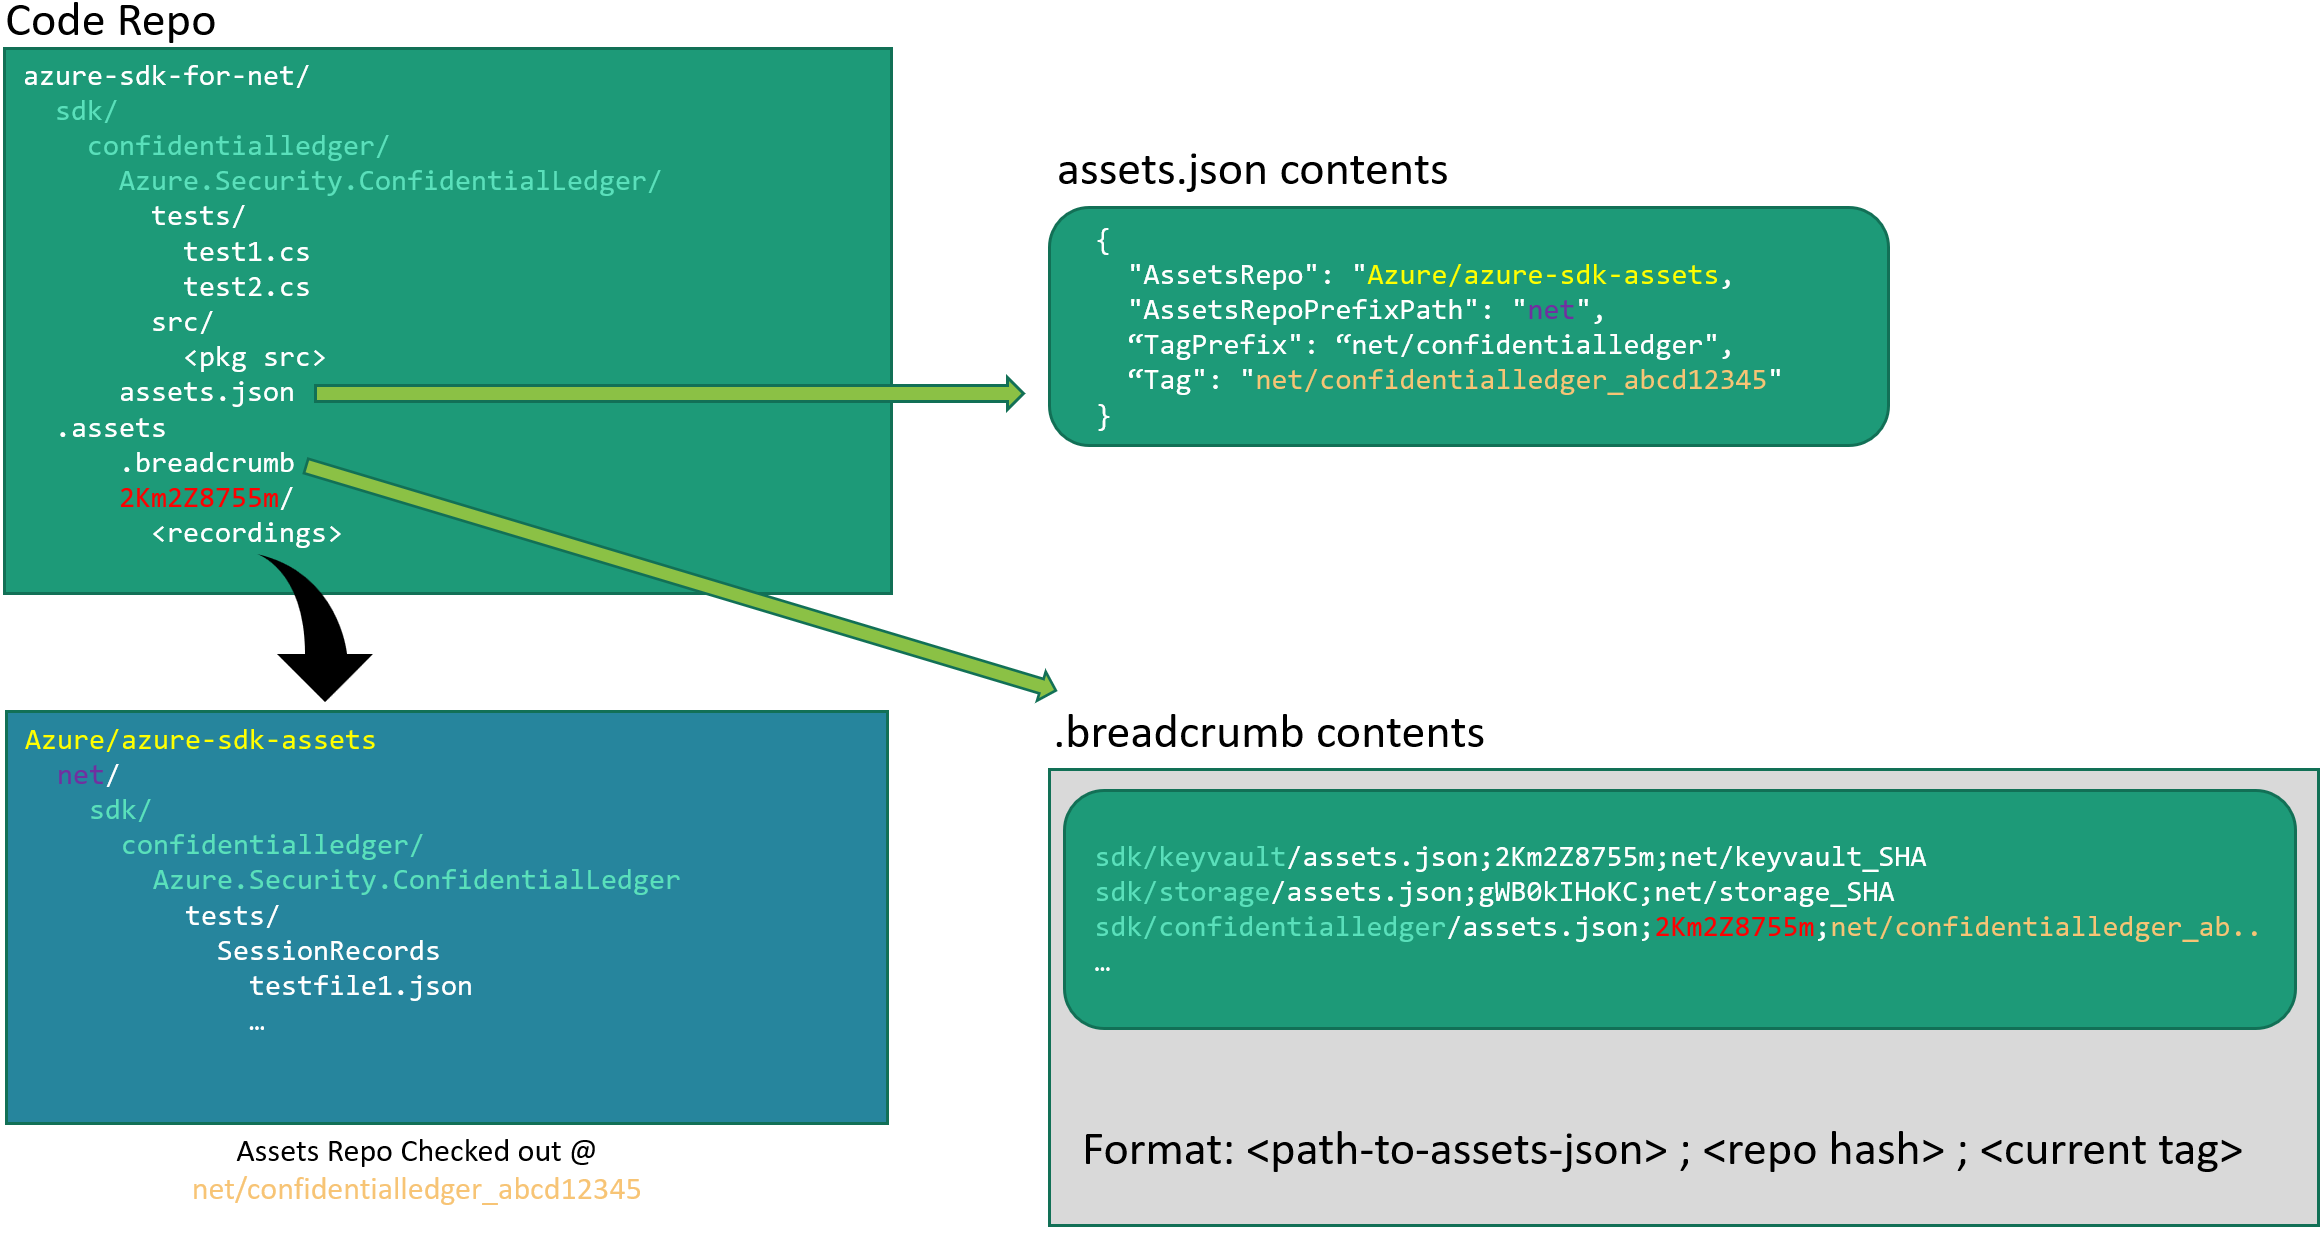 Code Repo
azure-sdk-for-net/
sdk/
confidentialledger/
Azure.Security.ConfidentialLedger/
tests/
test1.cs
test2.cs
src/
<pkg src>
assets.json
.assets
.breadcrumb
2Km2Z8755m/
<recordings>
assets.json contents
{
"AssetsRepo": "Azure/azure-sdk-assets,
"AssetsRepoPrefixPath": "net",
“TagPrefix": “net/confidentialledger",
“Tag": "net/confidentialledger_abcd12345"
}
Azure/azure-sdk-assets
net/
sdk/
confidentialledger/
Azure.Security.ConfidentialLedger
tests/
SessionRecords
testfile1.json
…
Assets Repo Checked out @
net/confidentialledger_abcd12345
.breadcrumb contents
sdk/keyvault/assets.json;2Km2Z8755m;net/keyvault_SHA
sdk/storage/assets.json;gWB0kIHoKC;net/storage_SHA
sdk/confidentialledger/assets.json;2Km2Z8755m;net/confidentialledger_ab..
…
Format: <path-to-assets-json> ; <repo hash> ; <current tag>